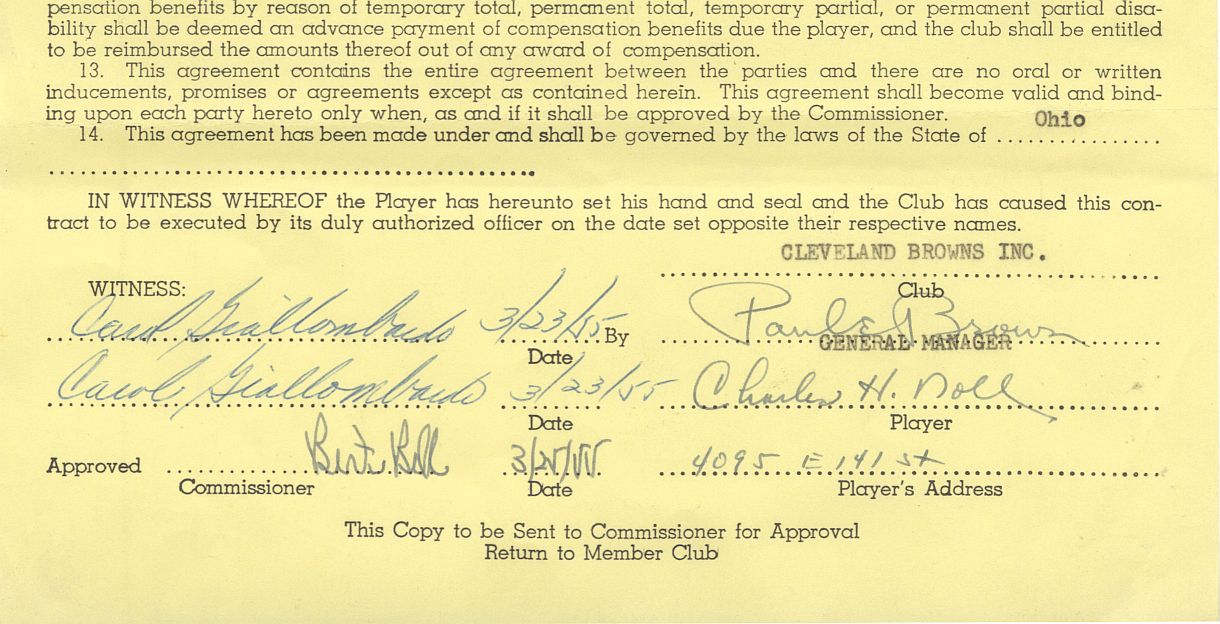 pensation benefits by reason of temporary total, permanent total, temporary partial, or permanent partial disa-
bility shall be deemed an advance payment of compensation benefits due the player, and the club shall be entitled
to be reimbursed the amounts thereof out of any award of compensation.
13. This agreement contains the entire agreement between the parties and there are no oral or written
inducements, promises or agreements except as contained herein. This agreement shall become valid and bind-
ing upon each party hereto only when, as and if it shall be approved by the Commissioner.
14. This agreement has been made under and shall be governed by the laws of the State of Ohio
IN WITNESS WHEREOF the Player has hereunto set his hand and seal and the Club has caused this con-
tract to be executed by its duly authorized officer on the date set opposite their respective names.
CLEVELAND BROWNS INC.
WITNESS: Club
Carol Giallombardo 3/23/55 By Paul E Brown
GENERAL MANAGER
Date
Carol Giallombardo 3/23/55 Charles H. Noll
Date Player
Approved Bert Bell 3/25/55 4095 E 141 St
Commissioner Date Player's Address
This Copy to be Sent to Commissioner for Approval
Return to Member Club